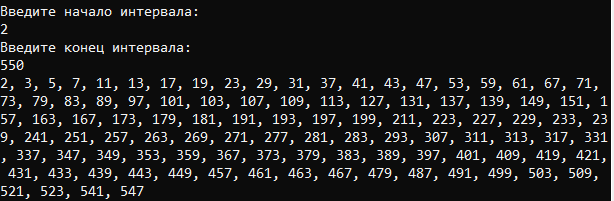 Введите начало интервала:
2
Введите конец интервала:
550
2, 3, 5, 7, 11, 13, 17, 19, 23, 29, 31, 37, 41, 43, 47, 53, 59, 61, 67, 71,
73, 79, 83, 89, 97, 101, 103, 107, 109, 113, 127, 131, 137, 139, 149, 151, 1
57, 163, 167, 173, 179, 181, 191, 193, 197, 199, 211, 223, 227, 229, 233, 23
9, 241, 251, 257, 263, 269, 271, 277, 281, 283, 293, 307, 311, 313, 317, 331
, 337, 347, 349, 353, 359, 367, 373, 379, 383, 389, 397, 401, 409, 419, 421,
431, 433, 439, 443, 449, 457, 461, 463, 467, 479, 487, 491, 499, 503, 509,
521, 523, 541, 547